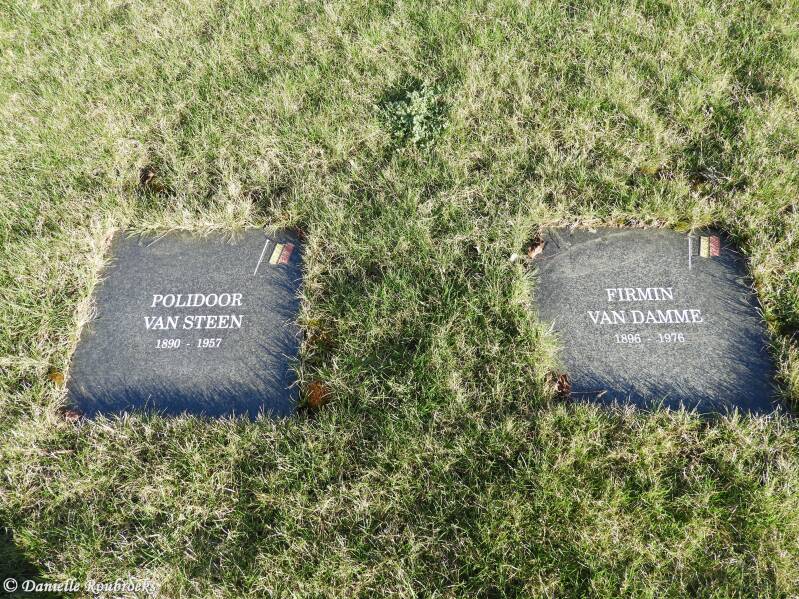 POLIDOOR
VAN STEEN
1890 - 1957
FIRMIN
VAN DAMME
1896 - 1976
© Danielle Roubroeks